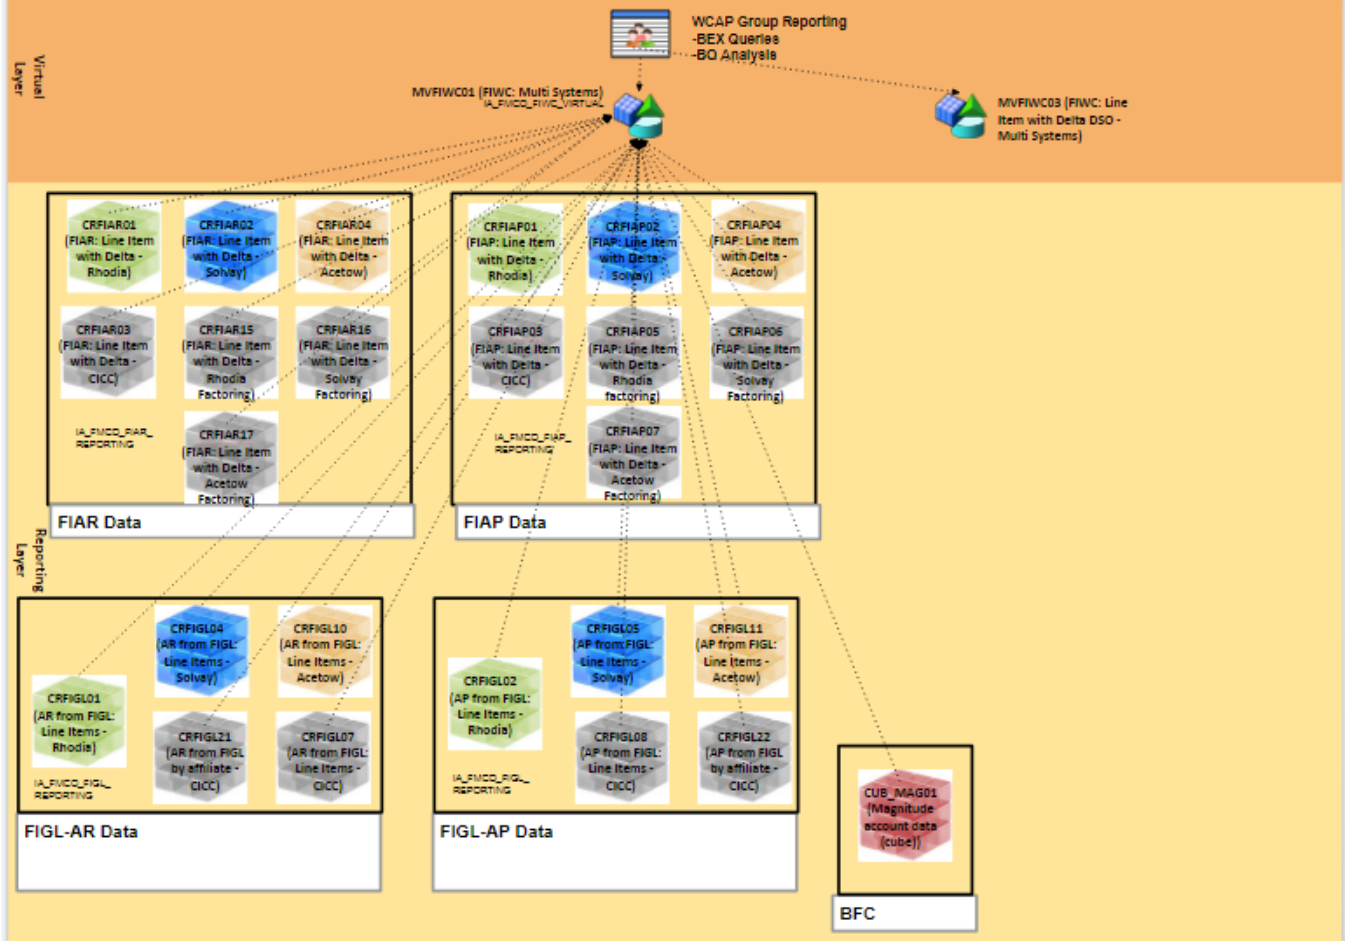 WCAP Group Reporting
-BEX Queries
-BO Analysis
Virtual
Layer
MVFIWC01 (FIWC: Multi Systems)
IA_FMCO_FIWC_VIRTUAL
MVFIWC03 (FIWC: Line
Item with Delta DSO -
Multi Systems)
CRFIAR01
(FIAR: Line Item
with Delta -
Rhodia)
CRFIAR02
(FIAR: Line Item
with Delta -
Solvay)
CRFIAR04
(FIAR: Line Item
with Delta -
Acetow)
CRFIAR03
(FIAR: Line Item
with Delta -
CICC)
CRFIAR15
(FIAR: Line Item
with Delta -
Rhodia
Factoring)
CRFIAR16
(FIAR: Line Item
with Delta -
Solvay
Factoring)
IA_FMCO_FIAR_
REPORTING
CRFIAR17
(FIAR: Line Item
with Delta -
Acetow
Factoring)
FIAR Data
CRFIAP01
(FIAP: Line Item
with Delta -
Rhodia)
CRFIAP02
(FIAP: Line Item
with Delta -
Solvay)
CRFIAP04
(FIAP: Line Item
with Delta -
Acetow)
CRFIAP03
(FIAP: Line Item
with Delta -
CICC)
CRFIAP05
(FIAP: Line Item
with Delta -
Rhodia
factoring)
CRFIAP06
(FIAP: Line Item
with Delta -
Solvay
Factoring)
IA_FMCO_FIAP_
REPORTING
CRFIAP07
(FIAP: Line Item
with Delta -
Acetow
Factoring)
FIAP Data
Reporting
Layer
CRFIGL04
(AR from FIGL:
Line Items -
Solvay)
CRFIGL10
(AR from FIGL:
Line Items -
Acetow)
CRFIGL01
(AR from FIGL:
Line Items -
Rhodia)
CRFIGL21
(AR from FIGL
by affiliate -
CICC)
CRFIGL07
(AR from FIGL:
Line Items -
CICC)
IA_FMCO_FIGL_
REPORTING
FIGL-AR Data
CRFIGL05
(AP from FIGL:
Line Items -
Solvay)
CRFIGL11
(AP from FIGL:
Line Items -
Acetow)
CRFIGL02
(AP from FIGL:
Line Items -
Rhodia)
CRFIGL08
(AP from FIGL:
Line Items -
CICC)
CRFIGL22
(AP from FIGL
by affiliate -
CICC)
IA_FMCO_FIGL_
REPORTING
FIGL-AP Data
CUB_MAG01
(Magnitude
account data
(cube))
BFC